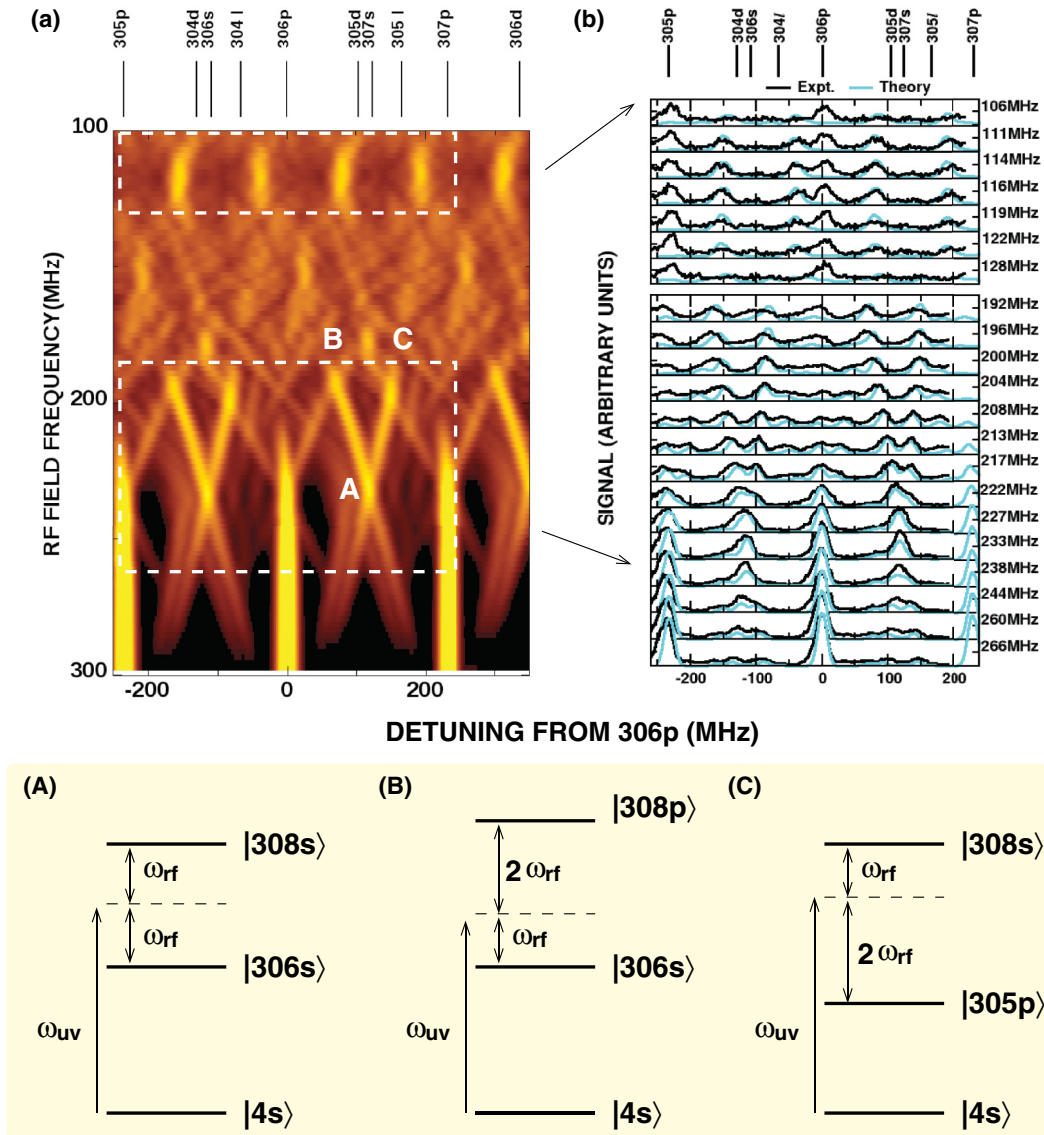 (a)
305p
304d
306s
304 l
306p
305d
307s
305 l
307p
306d
(b)
305p
304d
306s
304l
306p
305d
307s
305l
307p
Expt.
Theory
100
200
300
RF FIELD FREQUENCY(MHz)
B
C
A
-200
0
200
SIGNAL (ARBITRARY UNITS)
106MHz
111MHz
114MHz
116MHz
119MHz
122MHz
128MHz
192MHz
196MHz
200MHz
204MHz
208MHz
213MHz
217MHz
222MHz
227MHz
233MHz
238MHz
244MHz
260MHz
266MHz
-200
-100
0
100
200
DETUNING FROM 306p (MHz)
(A)
|308s⟩
ωrf
ωrf
|306s⟩
ωuv
|4s⟩
(B)
|308p⟩
2 ωrf
ωrf
|306s⟩
ωuv
|4s⟩
(C)
|308s⟩
ωrf
2 ωrf
|305p⟩
ωuv
|4s⟩